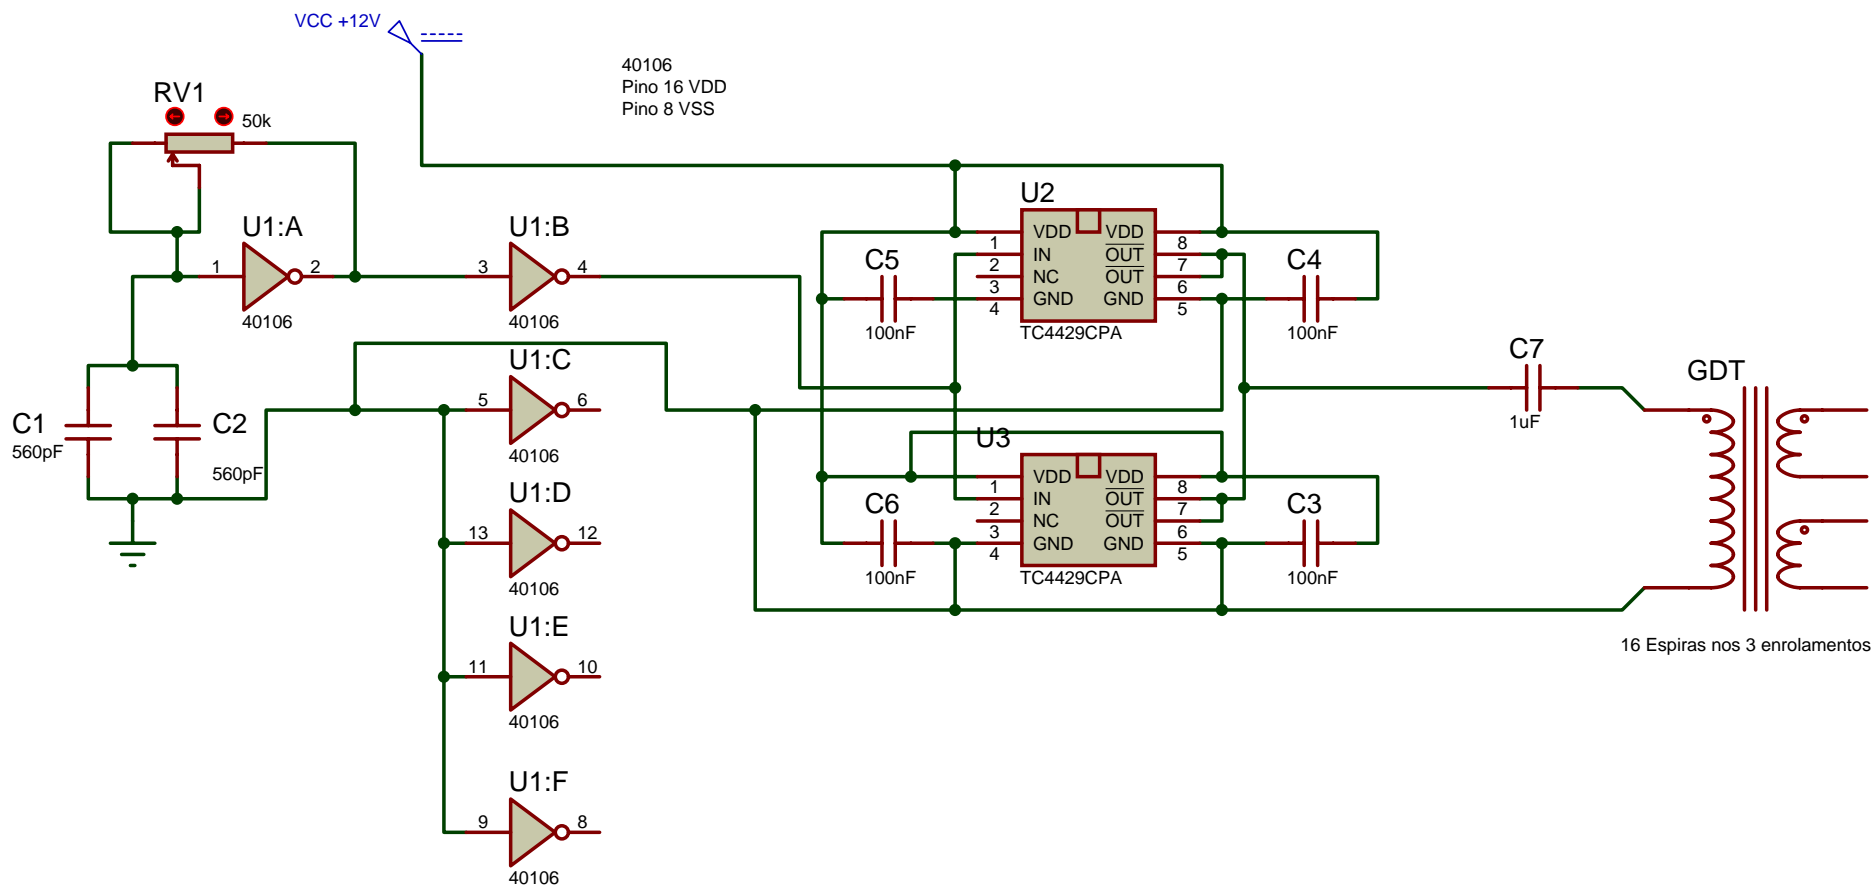 VCC +12V
40106
Pino 16 VDD
Pino 8 VSS
RV1
50k
U1:A
1
2
40106
U1:B
3
4
40106
C1
560pF
C2
560pF
U1:C
5
6
40106
U1:D
13
12
40106
U1:E
11
10
40106
U1:F
9
8
40106
U2
VDD
VDD
1
8
IN
OUT
2
7
NC
OUT
3
6
GND
GND
4
5
TC4429CPA
C5
100nF
C4
100nF
U3
VDD
VDD
1
8
IN
OUT
2
7
NC
OUT
3
6
GND
GND
4
5
TC4429CPA
C6
100nF
C3
100nF
C7
1uF
GDT
16 Espiras nos 3 enrolamentos